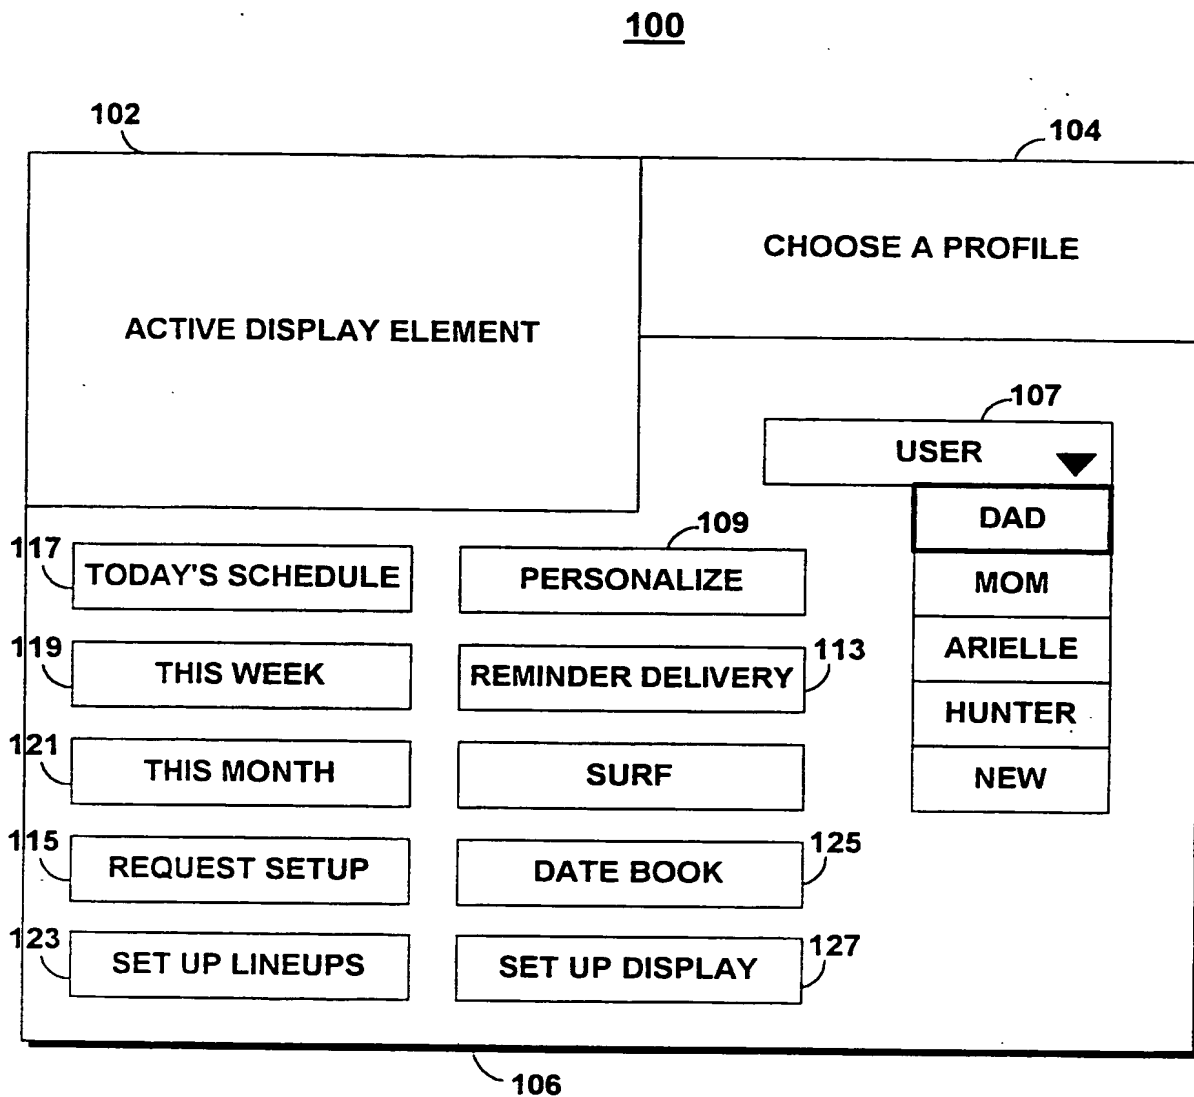 100
102
104
CHOOSE A PROFILE
ACTIVE DISPLAY ELEMENT
107
USER
DAD
MOM
ARIELLE
HUNTER
NEW
109
117
TODAY'S SCHEDULE
PERSONALIZE
119
THIS WEEK
REMINDER DELIVERY
113
121
THIS MONTH
SURF
115
REQUEST SETUP
DATE BOOK
125
123
SET UP LINEUPS
SET UP DISPLAY
127
106